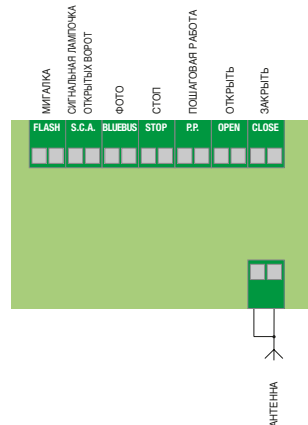 МИГАЛКА
СИГНАЛЬНАЯ ЛАМПОЧКА
ОТКРЫТЫХ ВОРОТ
ФОТО
СТОП
ПОШАГОВАЯ РАБОТА
ОТКРЫТЬ
ЗАКРЫТЬ
FLASH S.C.A. BLUEBUS STOP P.P. OPEN CLOSE
АНТЕННА